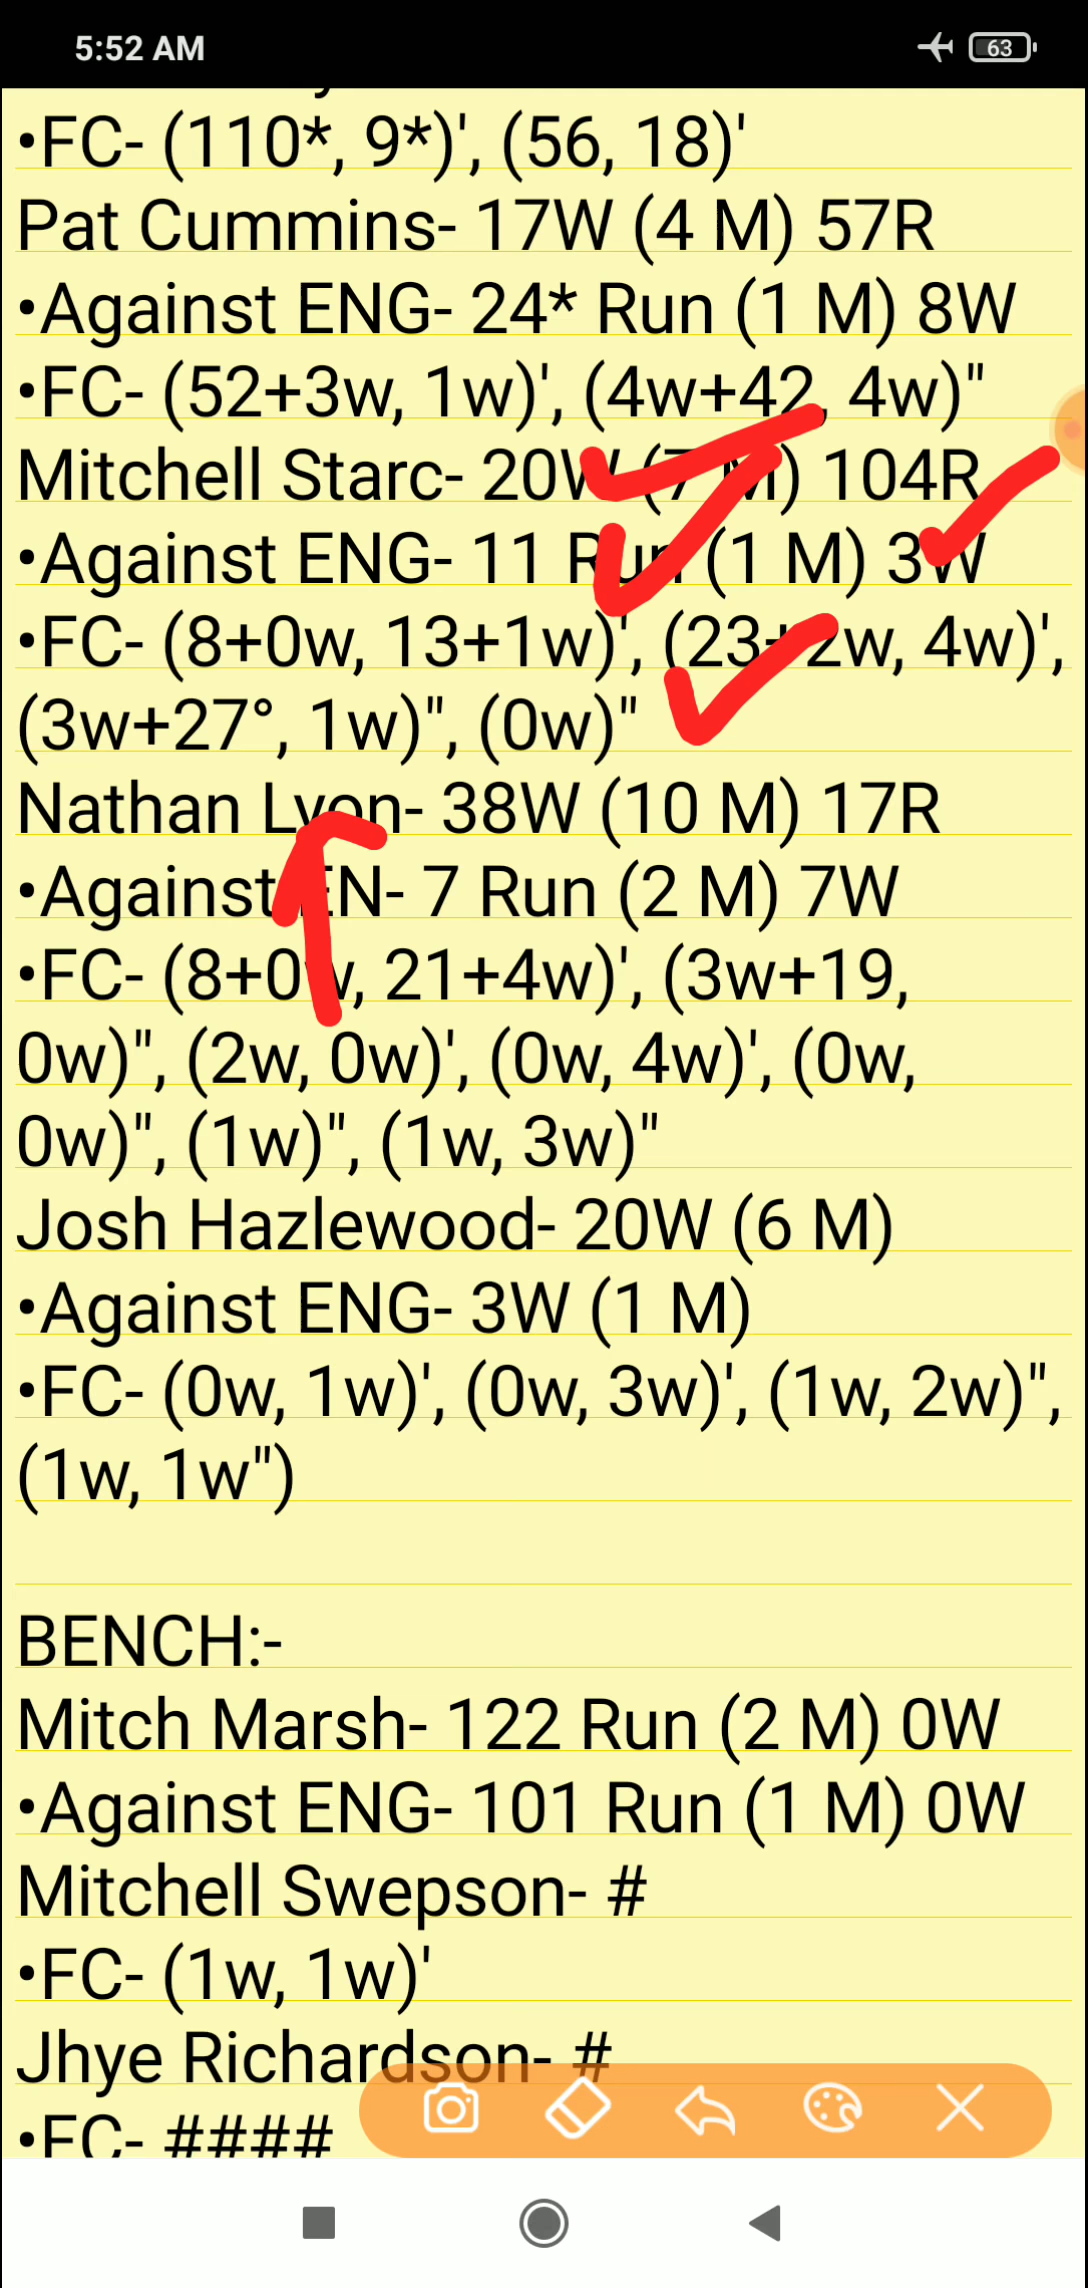 5:52 AM
63
•FC- (110*, 9*)', (56, 18)'
Pat Cummins- 17W (4 M) 57R
•Against ENG- 24* Run (1 M) 8W
•FC- (52+3w, 1w)', (4w+42, 4w)"
Mitchell Starc- 20W (7 M) 104R
•Against ENG- 11 Run (1 M) 3W
•FC- (8+0w, 13+1w)', (23+2w, 4w)',
(3w+27°, 1w)", (0w)"
Nathan Lyon- 38W (10 M) 17R
•Against EN- 7 Run (2 M) 7W
•FC- (8+0w, 21+4w)', (3w+19,
0w)", (2w, 0w)', (0w, 4w)', (0w,
0w)", (1w)", (1w, 3w)"
Josh Hazlewood- 20W (6 M)
•Against ENG- 3W (1 M)
•FC- (0w, 1w)', (0w, 3w)', (1w, 2w)",
(1w, 1w")
BENCH:-
Mitch Marsh- 122 Run (2 M) 0W
•Against ENG- 101 Run (1 M) 0W
Mitchell Swepson- #
•FC- (1w, 1w)'
Jhye Richardson- #
•FC- ####